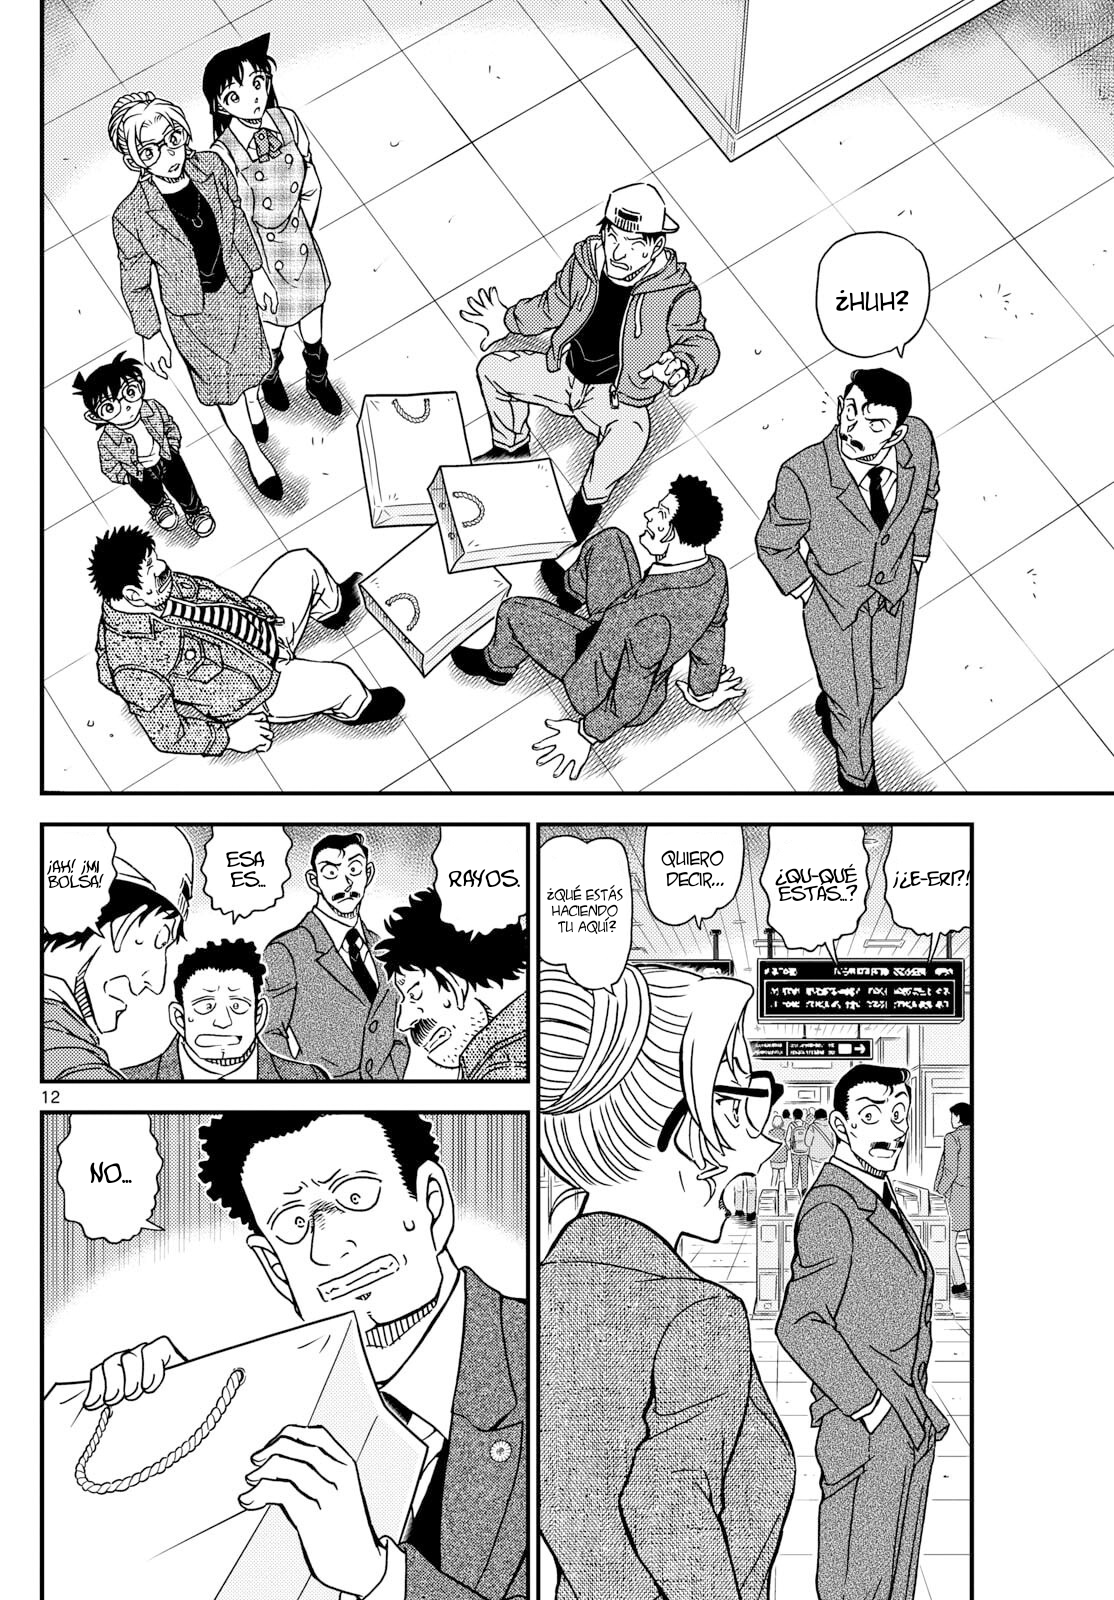 ¿HUH?
¡¿E-ERI?!
¿QU-QUÉ
ESTÁS...?
QUIERO
DECIR...
¿QUÉ ESTÁS
HACIENDO
TU AQUÍ?
RAYOS.
ESA
ES...
¡AH! ¡MI
BOLSA!
12
NO...